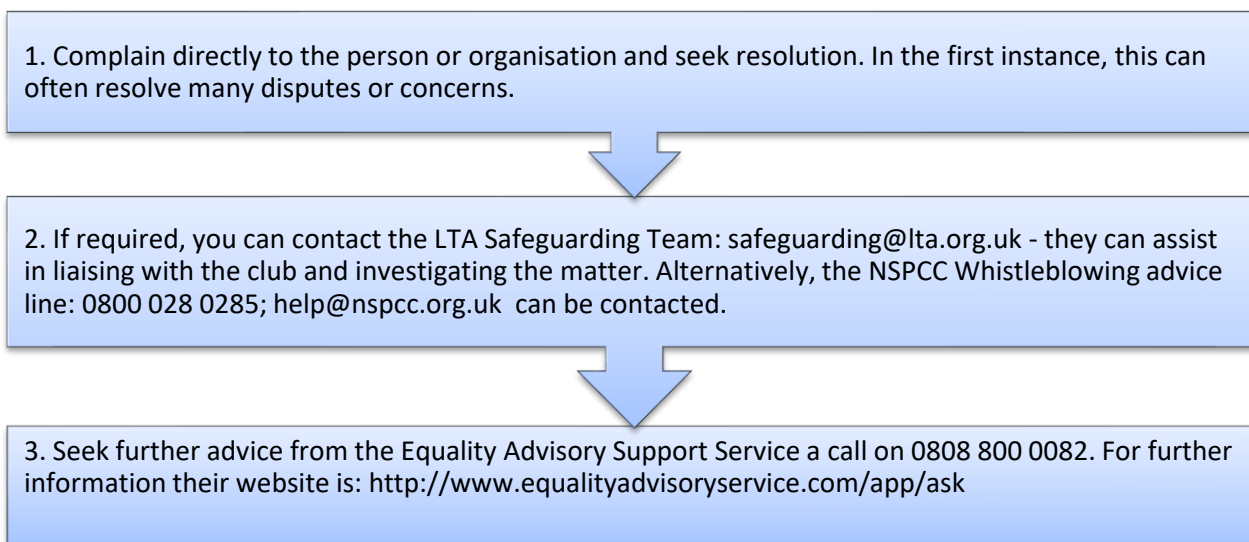 1. Complain directly to the person or organisation and seek resolution. In the first instance, this can
often resolve many disputes or concerns.
2. If required, you can contact the LTA Safeguarding Team: safeguarding@lta.org.uk - they can assist
in liaising with the club and investigating the matter. Alternatively, the NSPCC Whistleblowing advice
line: 0800 028 0285; help@nspcc.org.uk  can be contacted.
3. Seek further advice from the Equality Advisory Support Service a call on 0808 800 0082. For further
information their website is: http://www.equalityadvisoryservice.com/app/ask